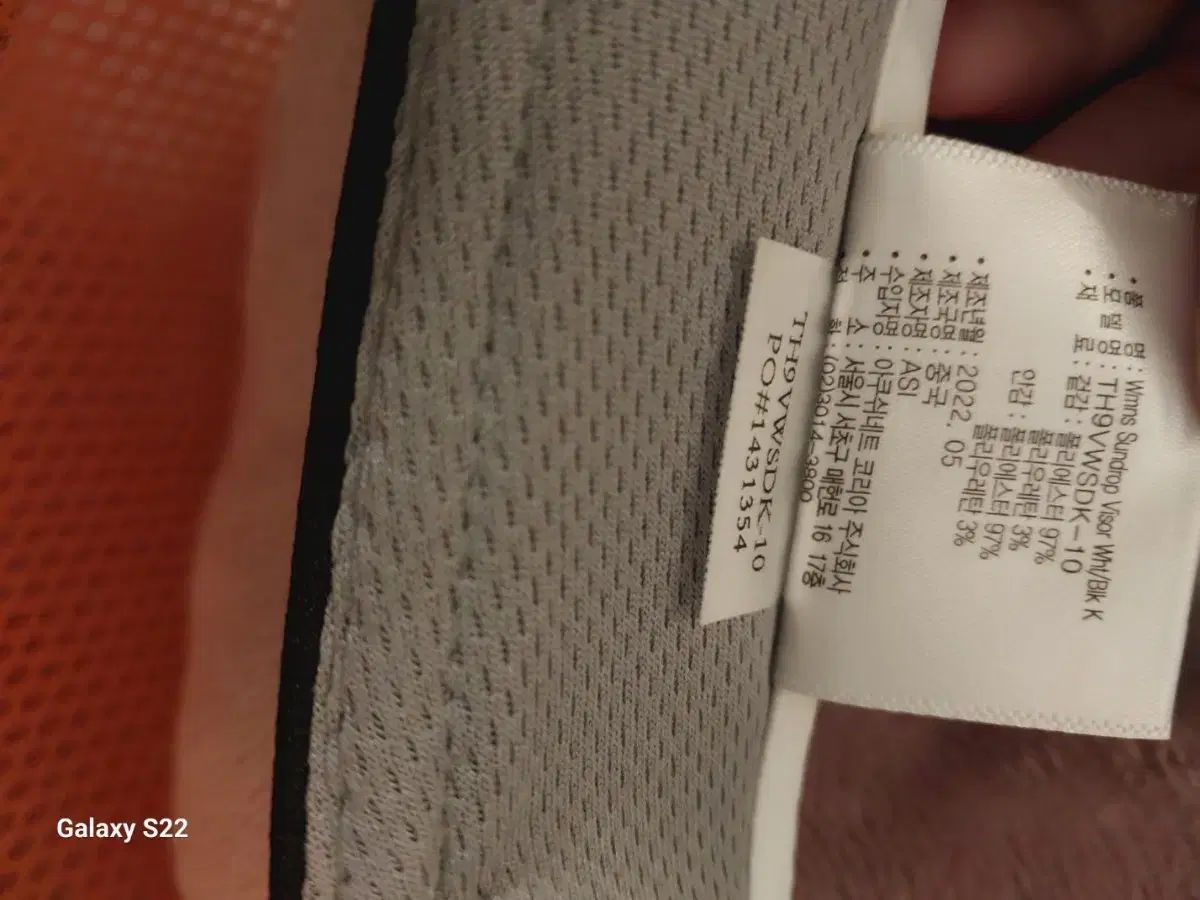 • 품 명 : Wmns Sundrop Visor Wht/Blk K
• 모 델 명 : TH9VWSDK-10
• 재 료 : 겉감 : 폴리에스터 97%
폴리우레탄 3%
안감 : 폴리에스터 97%
폴리우레탄 3%
• 제조년월 : 2022. 05
• 제조국명 : 중국
• 제조자명 : ASI
• 수입자명 : 아쿠쉬네트 코리아 주식회사
• 주 소 : 서울시 서초구 매헌로 16 17층
• 전 화 : (02)3014-3800
TH9VWSDK-10
PO#1431354
Galaxy S22